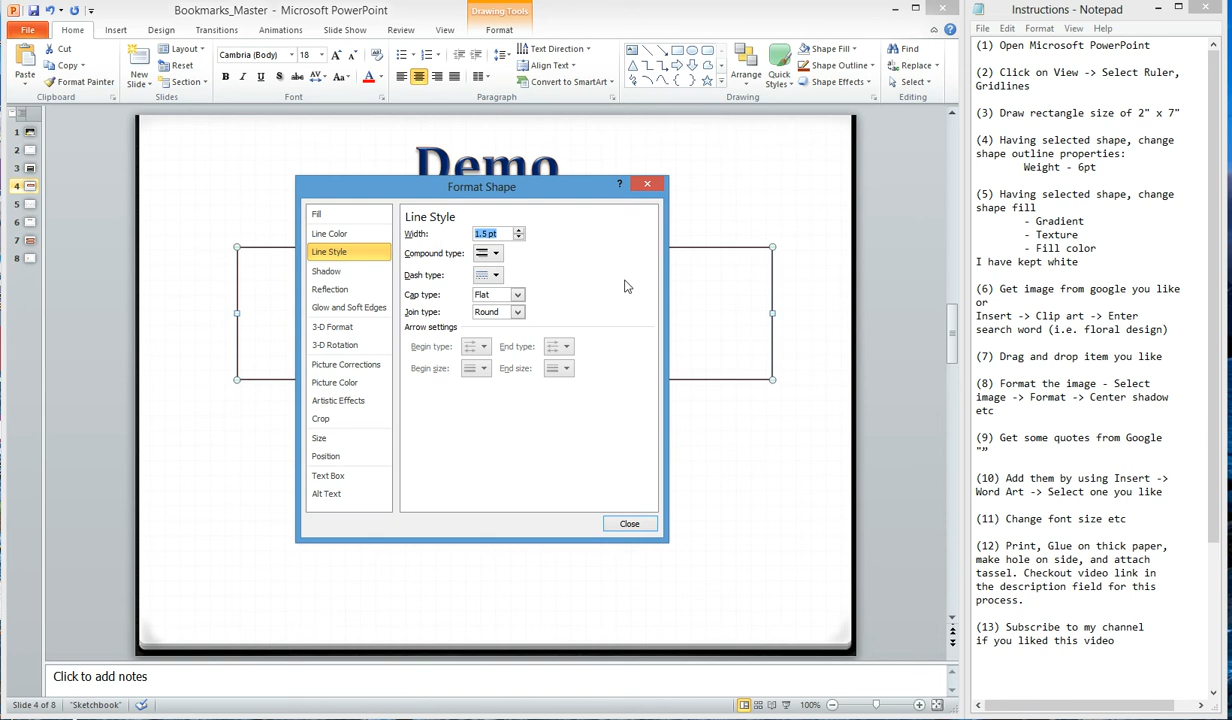 Bookmarks_Master - Microsoft PowerPoint
Drawing Tools
File Home Insert Design Transitions Animations Slide Show Review View Format
Paste
Cut
Copy
Format Painter
Clipboard
New Slide
Layout
Reset
Section
Slides
Cambria (Body) 18
B I U S abc AV Aa A
Font
Text Direction
Align Text
Convert to SmartArt
Paragraph
Arrange
Quick Styles
Shape Fill
Shape Outline
Shape Effects
Drawing
Find
Replace
Select
Editing
1
2
3
4
5
6
7
8
Demo
Format Shape
Fill
Line Color
Line Style
Shadow
Reflection
Glow and Soft Edges
3-D Format
3-D Rotation
Picture Corrections
Picture Color
Artistic Effects
Crop
Size
Position
Text Box
Alt Text
Line Style
Width: 1.5 pt
Compound type:
Dash type:
Cap type: Flat
Join type: Round
Arrow settings
Begin type: End type:
Begin size: End size:
Close
Click to add notes
Slide 4 of 8 "Sketchbook" 100%
Instructions - Notepad
File Edit Format View Help
(1) Open Microsoft PowerPoint
(2) Click on View -> Select Ruler,
Gridlines
(3) Draw rectangle size of 2" x 7"
(4) Having selected shape, change
shape outline properties:
Weight - 6pt
(5) Having selected shape, change
shape fill
- Gradient
- Texture
- Fill color
I have kept white
(6) Get image from google you like
or
Insert -> Clip art -> Enter
search word (i.e. floral design)
(7) Drag and drop item you like
(8) Format the image - Select
image -> Format -> Center shadow
etc
(9) Get some quotes from Google
"”
(10) Add them by using Insert ->
Word Art -> Select one you like
(11) Change font size etc
(12) Print, Glue on thick paper,
make hole on side, and attach
tassel. Checkout video link in
the description field for this
process.
(13) Subscribe to my channel
if you liked this video